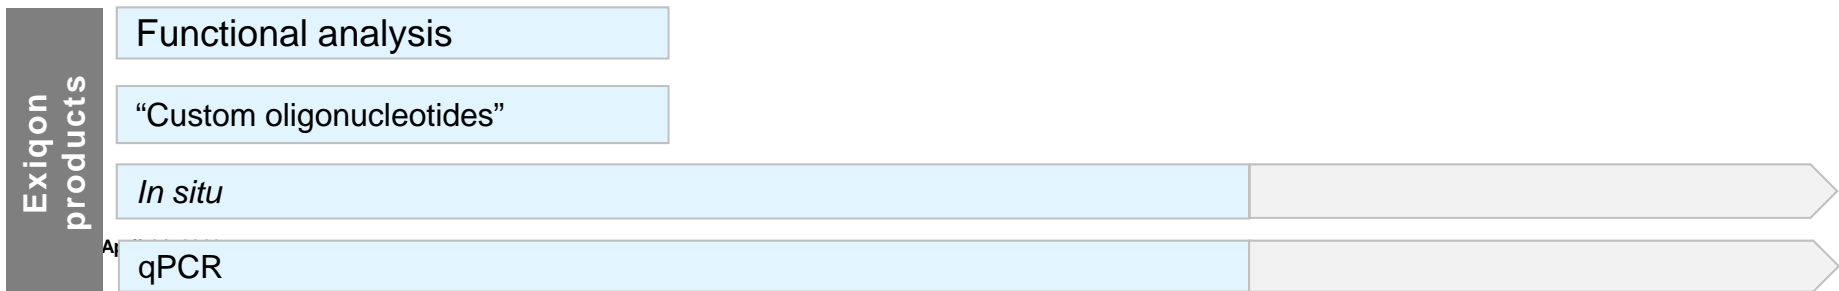 Exiqon
products
Functional analysis
“Custom oligonucleotides”
In situ
qPCR